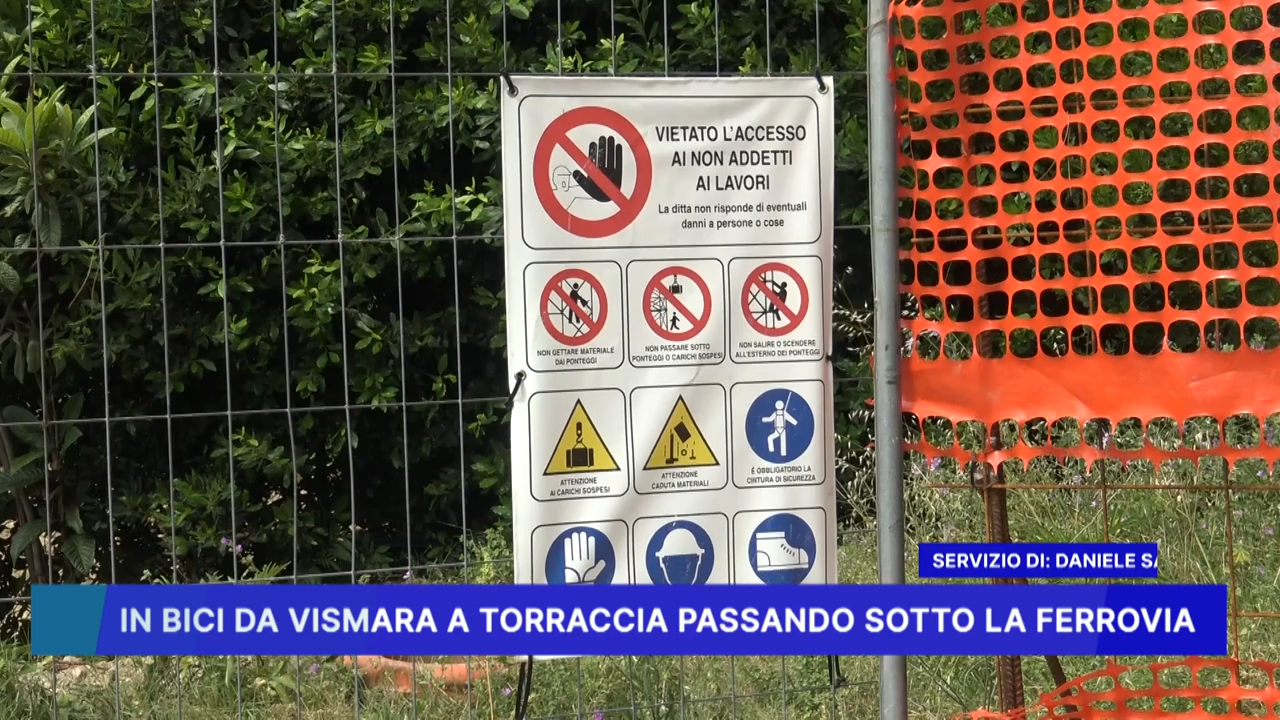 VIETATO L'ACCESSO
AI NON ADDETTI
AI LAVORI
La ditta non risponde di eventuali
danni a persone o cose
NON GETTARE MATERIALE
DAI PONTEGGI
NON PASSARE SOTTO
PONTEGGI O CARICHI SOSPESI
NON SALIRE O SCENDERE
ALL'ESTERNO DEI PONTEGGI
ATTENZIONE
AI CARICHI SOSPESI
ATTENZIONE
CADUTA MATERIALI
È OBBLIGATORIO LA
CINTURA DI SICUREZZA
SERVIZIO DI: DANIELE
IN BICI DA VISMARA A TORRACCIA PASSANDO SOTTO LA FERROVIA